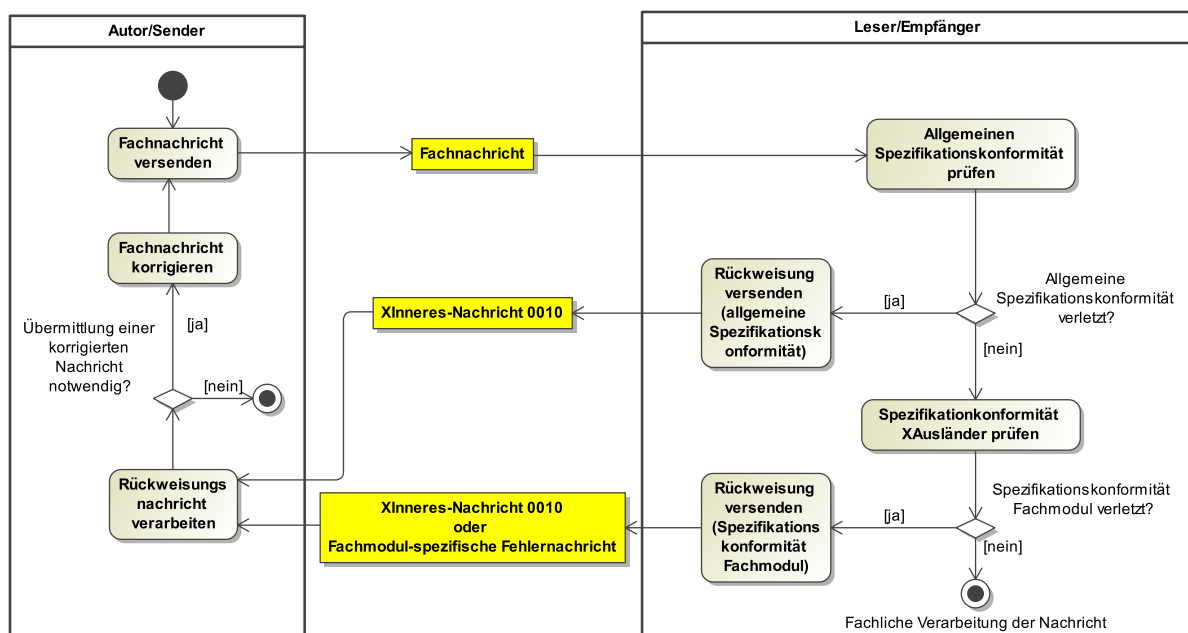 Autor/Sender
Leser/Empfänger
Fachnachricht
versenden
Fachnachricht
Allgemeinen
Spezifikationskonformität
prüfen
Fachnachricht
korrigieren
Rückweisung
versenden
(allgemeine
Spezifikationsk
onformität)
[ja]
Allgemeine
Spezifikationskonformität
verletzt?
XInneres-Nachricht 0010
[nein]
Übermittlung einer
korrigierten
Nachricht
notwendig?
[ja]
[nein]
Spezifikationkonformität
XAusländer prüfen
Rückweisungs
nachricht
verarbeiten
XInneres-Nachricht 0010
oder
Fachmodul-spezifische Fehlernachricht
Rückweisung
versenden
(Spezifikations
konformität
Fachmodul)
[ja]
Spezifikationskonformität
Fachmodul verletzt?
[nein]
Fachliche Verarbeitung der Nachricht